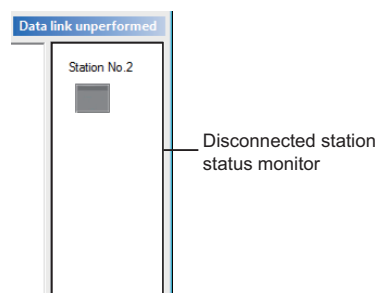 Data link unperformed
Station No.2
Disconnected station
status monitor